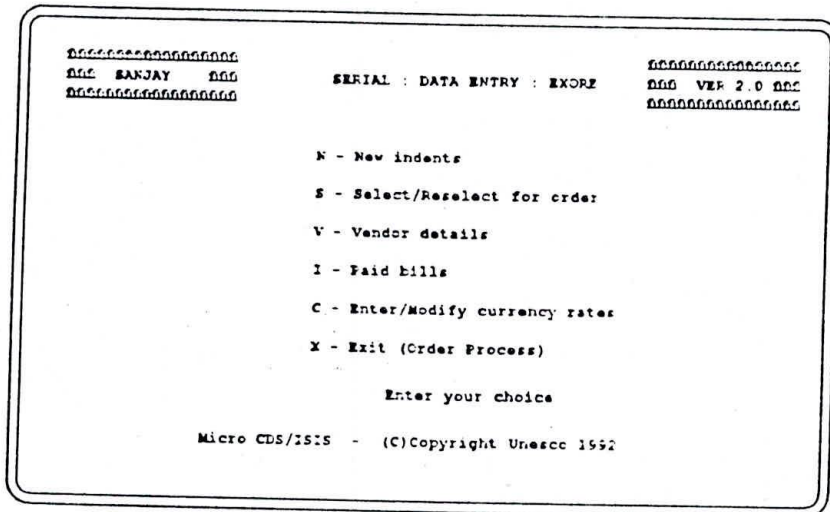 SANJAY
SERIAL : DATA ENTRY : EXORE
VER 2.0
N - New indents
S - Select/Reselect for order
V - Vendor details
I - Paid bills
C - Enter/Modify currency rates
X - Exit (Order Process)
Enter your choice
Micro CDS/ISIS - (C)Copyright Unesco 1992